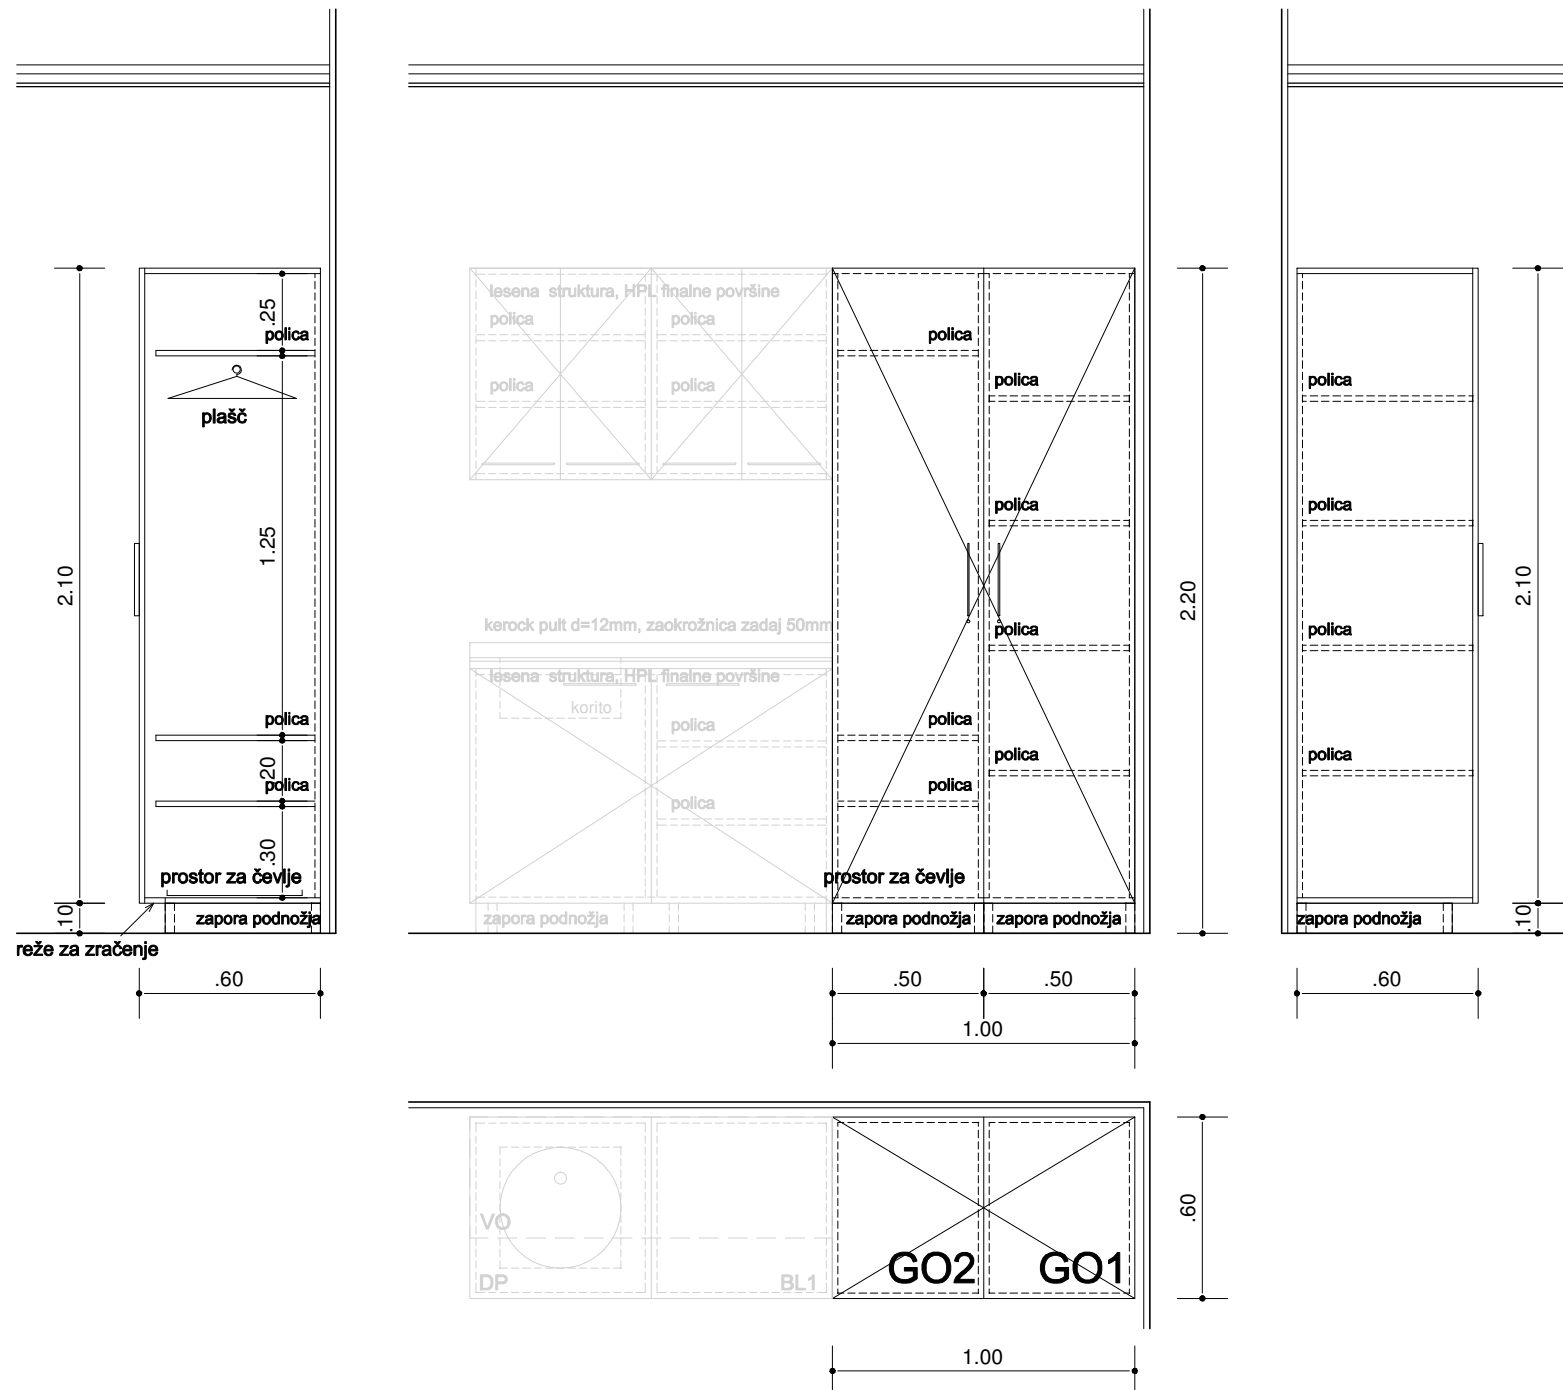 .25
polica
plašč
2.10
1.25
polica
.20
polica
.30
prostor za čevlje
.10
zapora podnožja
reže za zračenje
.60
lesena struktura, HPL finalne površine
polica
polica
polica
polica
kerock pult d=12mm, zaokrožnica zadaj 50mm
lesena struktura, HPL finalne površine
korito
polica
polica
zapora podnožja
polica
polica
polica
polica
polica
polica
polica
prostor za čevlje
zapora podnožja
zapora podnožja
2.20
.50
.50
1.00
polica
polica
polica
polica
2.10
zapora podnožja
.10
.60
VO
DP
BL1
GO2
GO1
.60
1.00